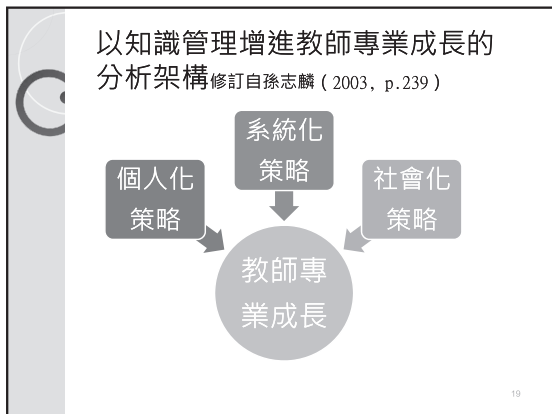 以知識管理增進教師專業成長的
分析架構修訂自孫志麟（2003, p.239）
系統化
策略
個人化
策略
社會化
策略
教師專
業成長
19